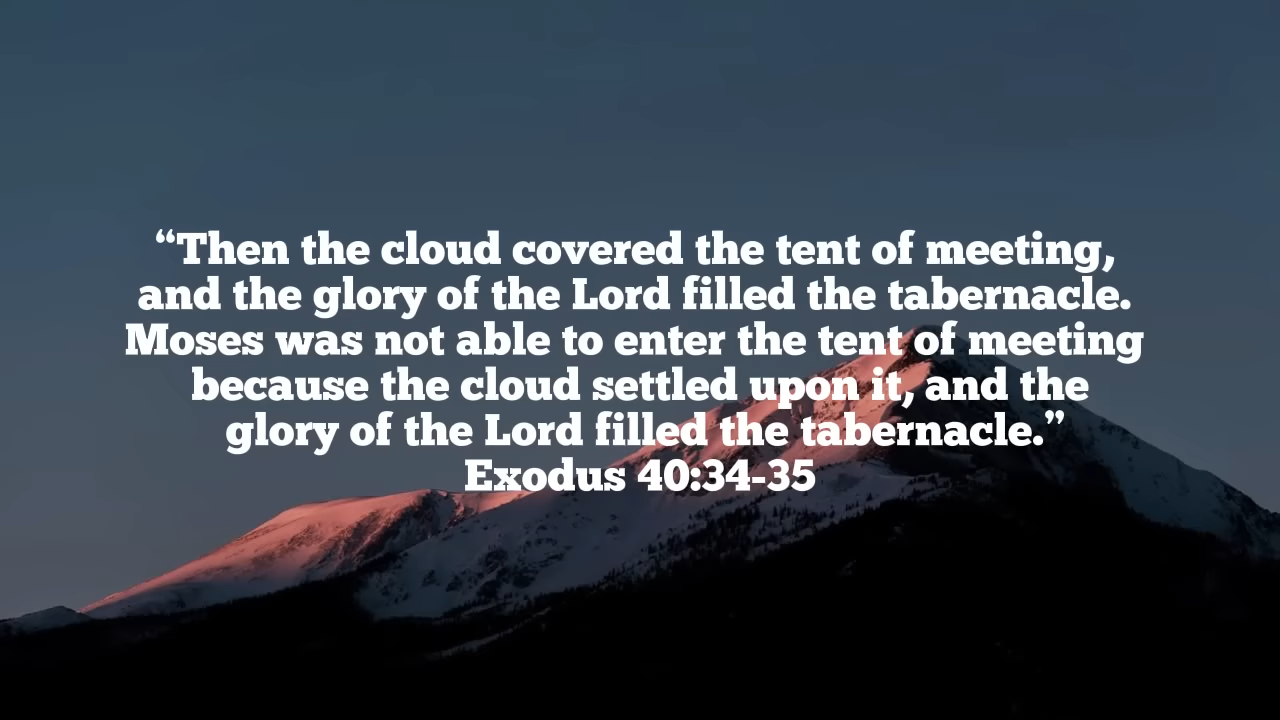 “Then the cloud covered the tent of meeting,
and the glory of the Lord filled the tabernacle.
Moses was not able to enter the tent of meeting
because the cloud settled upon it, and the
glory of the Lord filled the tabernacle.”
Exodus 40:34-35